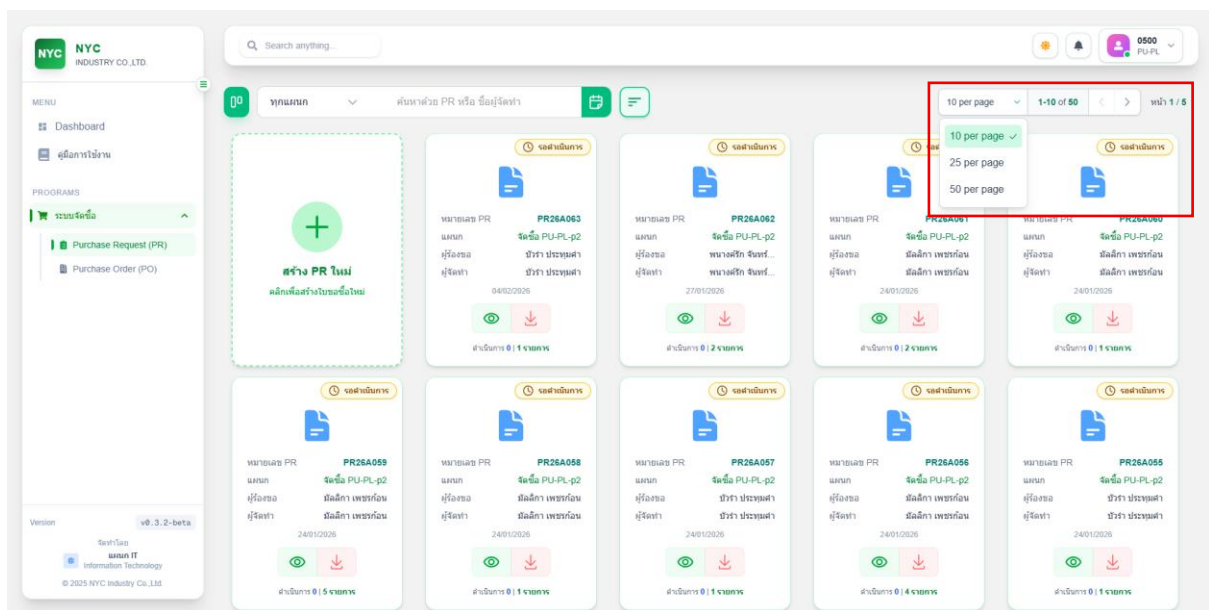 NYC
NYC
INDUSTRY CO.,LTD.
Search anything...
0500
PU-PL
MENU
Dashboard
คู่มือการใช้งาน
PROGRAMS
ระบบจัดซื้อ
Purchase Request (PR)
Purchase Order (PO)
Version v0.3.2-beta
จัดทำโดย
แผนก IT
Information Technology
© 2025 NYC Industry Co.,Ltd.
ทุกแผนก
ค้นหาด้วย PR หรือ ชื่อผู้จัดทำ
10 per page
1-10 of 50
หน้า 1 / 5
10 per page
25 per page
50 per page
สร้าง PR ใหม่
คลิกเพื่อสร้างใบขอซื้อใหม่
รอดำเนินการ
หมายเลข PR PR26A063
แผนก จัดซื้อ PU-PL-p2
ผู้ร้องขอ บัวรำ ประทุมศา
ผู้จัดทำ บัวรำ ประทุมศา
04/02/2026
ดำเนินการ 0 | 1 รายการ
รอดำเนินการ
หมายเลข PR PR26A062
แผนก จัดซื้อ PU-PL-p2
ผู้ร้องขอ
ผู้จัดทำ
27/01/2026
ดำเนินการ 0 | 2 รายการ
หมายเลข PR PR26A061
แผนก จัดซื้อ PU-PL-p2
ผู้ร้องขอ มัลลิกา เพชรก้อน
ผู้จัดทำ มัลลิกา เพชรก้อน
24/01/2026
ดำเนินการ 0 | 2 รายการ
รอดำเนินการ
หมายเลข PR PR26A060
แผนก จัดซื้อ PU-PL-p2
ผู้ร้องขอ มัลลิกา เพชรก้อน
ผู้จัดทำ มัลลิกา เพชรก้อน
24/01/2026
ดำเนินการ 0 | 1 รายการ
รอดำเนินการ
หมายเลข PR PR26A059
แผนก จัดซื้อ PU-PL-p2
ผู้ร้องขอ มัลลิกา เพชรก้อน
ผู้จัดทำ มัลลิกา เพชรก้อน
24/01/2026
ดำเนินการ 0 | 5 รายการ
รอดำเนินการ
หมายเลข PR PR26A058
แผนก จัดซื้อ PU-PL-p2
ผู้ร้องขอ มัลลิกา เพชรก้อน
ผู้จัดทำ มัลลิกา เพชรก้อน
24/01/2026
ดำเนินการ 0 | 1 รายการ
รอดำเนินการ
หมายเลข PR PR26A057
แผนก จัดซื้อ PU-PL-p2
ผู้ร้องขอ บัวรำ ประทุมศา
ผู้จัดทำ บัวรำ ประทุมศา
24/01/2026
ดำเนินการ 0 | 1 รายการ
รอดำเนินการ
หมายเลข PR PR26A056
แผนก จัดซื้อ PU-PL-p2
ผู้ร้องขอ มัลลิกา เพชรก้อน
ผู้จัดทำ มัลลิกา เพชรก้อน
24/01/2026
ดำเนินการ 0 | 4 รายการ
รอดำเนินการ
หมายเลข PR PR26A055
แผนก จัดซื้อ PU-PL-p2
ผู้ร้องขอ บัวรำ ประทุมศา
ผู้จัดทำ บัวรำ ประทุมศา
24/01/2026
ดำเนินการ 0 | 1 รายการ